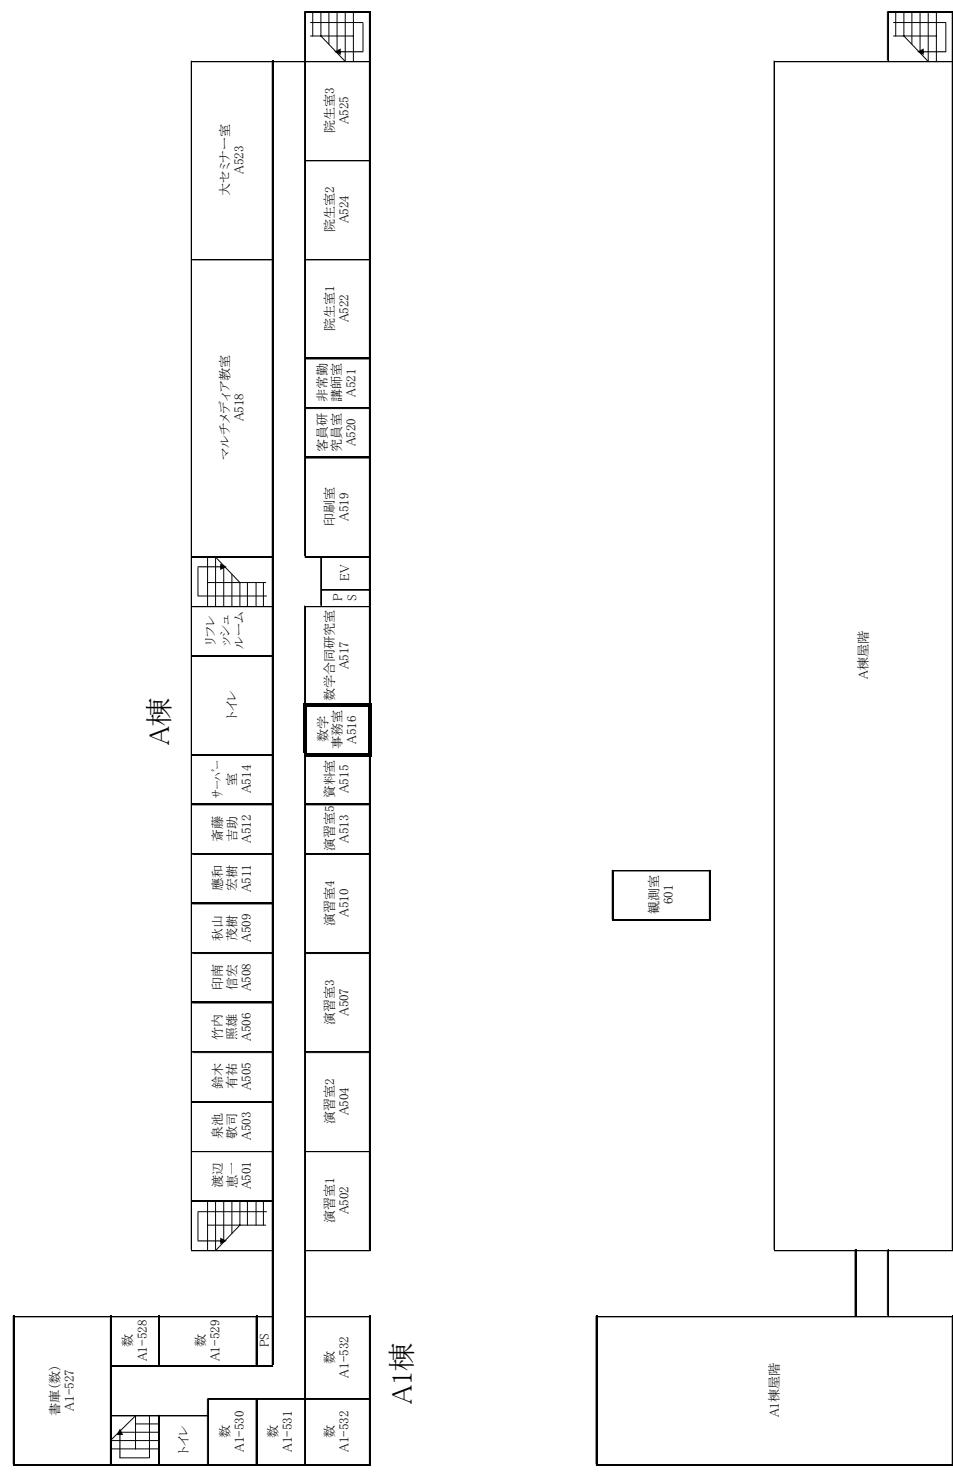 院生室3
A525
大セミナー室
A523
院生室2
A524
院生室1
A522
マルチメディア教室
A518
非常勤
講師室
A521
客員研
究員室
A520
印刷室
A519
EV
P
S
リフレ
ッシュ
ルーム
数学合同研究室
A517
A棟
トイレ
数学
事務室
A516
サーバー
室
A514
資料室
A515
斎藤
吉助
A512
演習室5
A513
應和
宏樹
A511
演習室4
A510
秋山
茂樹
A509
印南
信宏
A508
演習室3
A507
竹内
照雄
A506
鈴木
有祐
A505
演習室2
A504
泉池
敬司
A503
渡辺
恵一
A501
演習室1
A502
書庫(数)
A1-527
数
A1-528
数
A1-529
PS
数
A1-532
A1棟
トイレ
数
A1-530
数
A1-531
数
A1-532
A棟屋階
観測室
601
A1棟屋階